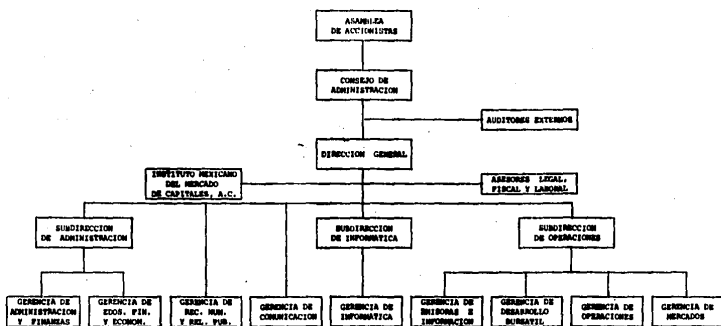 ASAMBLEA
DE ACCIONISTAS
CONSEJO DE
ADMINISTRACION
AUDITORES EXTERNOS
DIRECCION GENERAL
INSTITUTO MEXICANO
DEL MERCADO
DE CAPITALES, A.C.
ASESORES LEGAL,
FISCAL Y LABORAL
SUBDIRECCION
DE ADMINISTRACION
SUBDIRECCION
DE INFORMATICA
SUBDIRECCION
DE OPERACIONES
GERENCIA DE
ADMINISTRACION
Y FINANZAS
GERENCIA DE
EDOS. FIN.
Y ECONOM.
GERENCIA DE
REC. HUM.
Y REL. PUB.
GERENCIA DE
COMUNICACION
GERENCIA DE
INFORMATICA
GERENCIA DE
EMISORAS E
INFORMACION
GERENCIA DE
DESARROLLO
BURSATIL
GERENCIA DE
OPERACIONES
GERENCIA DE
MERCADOS